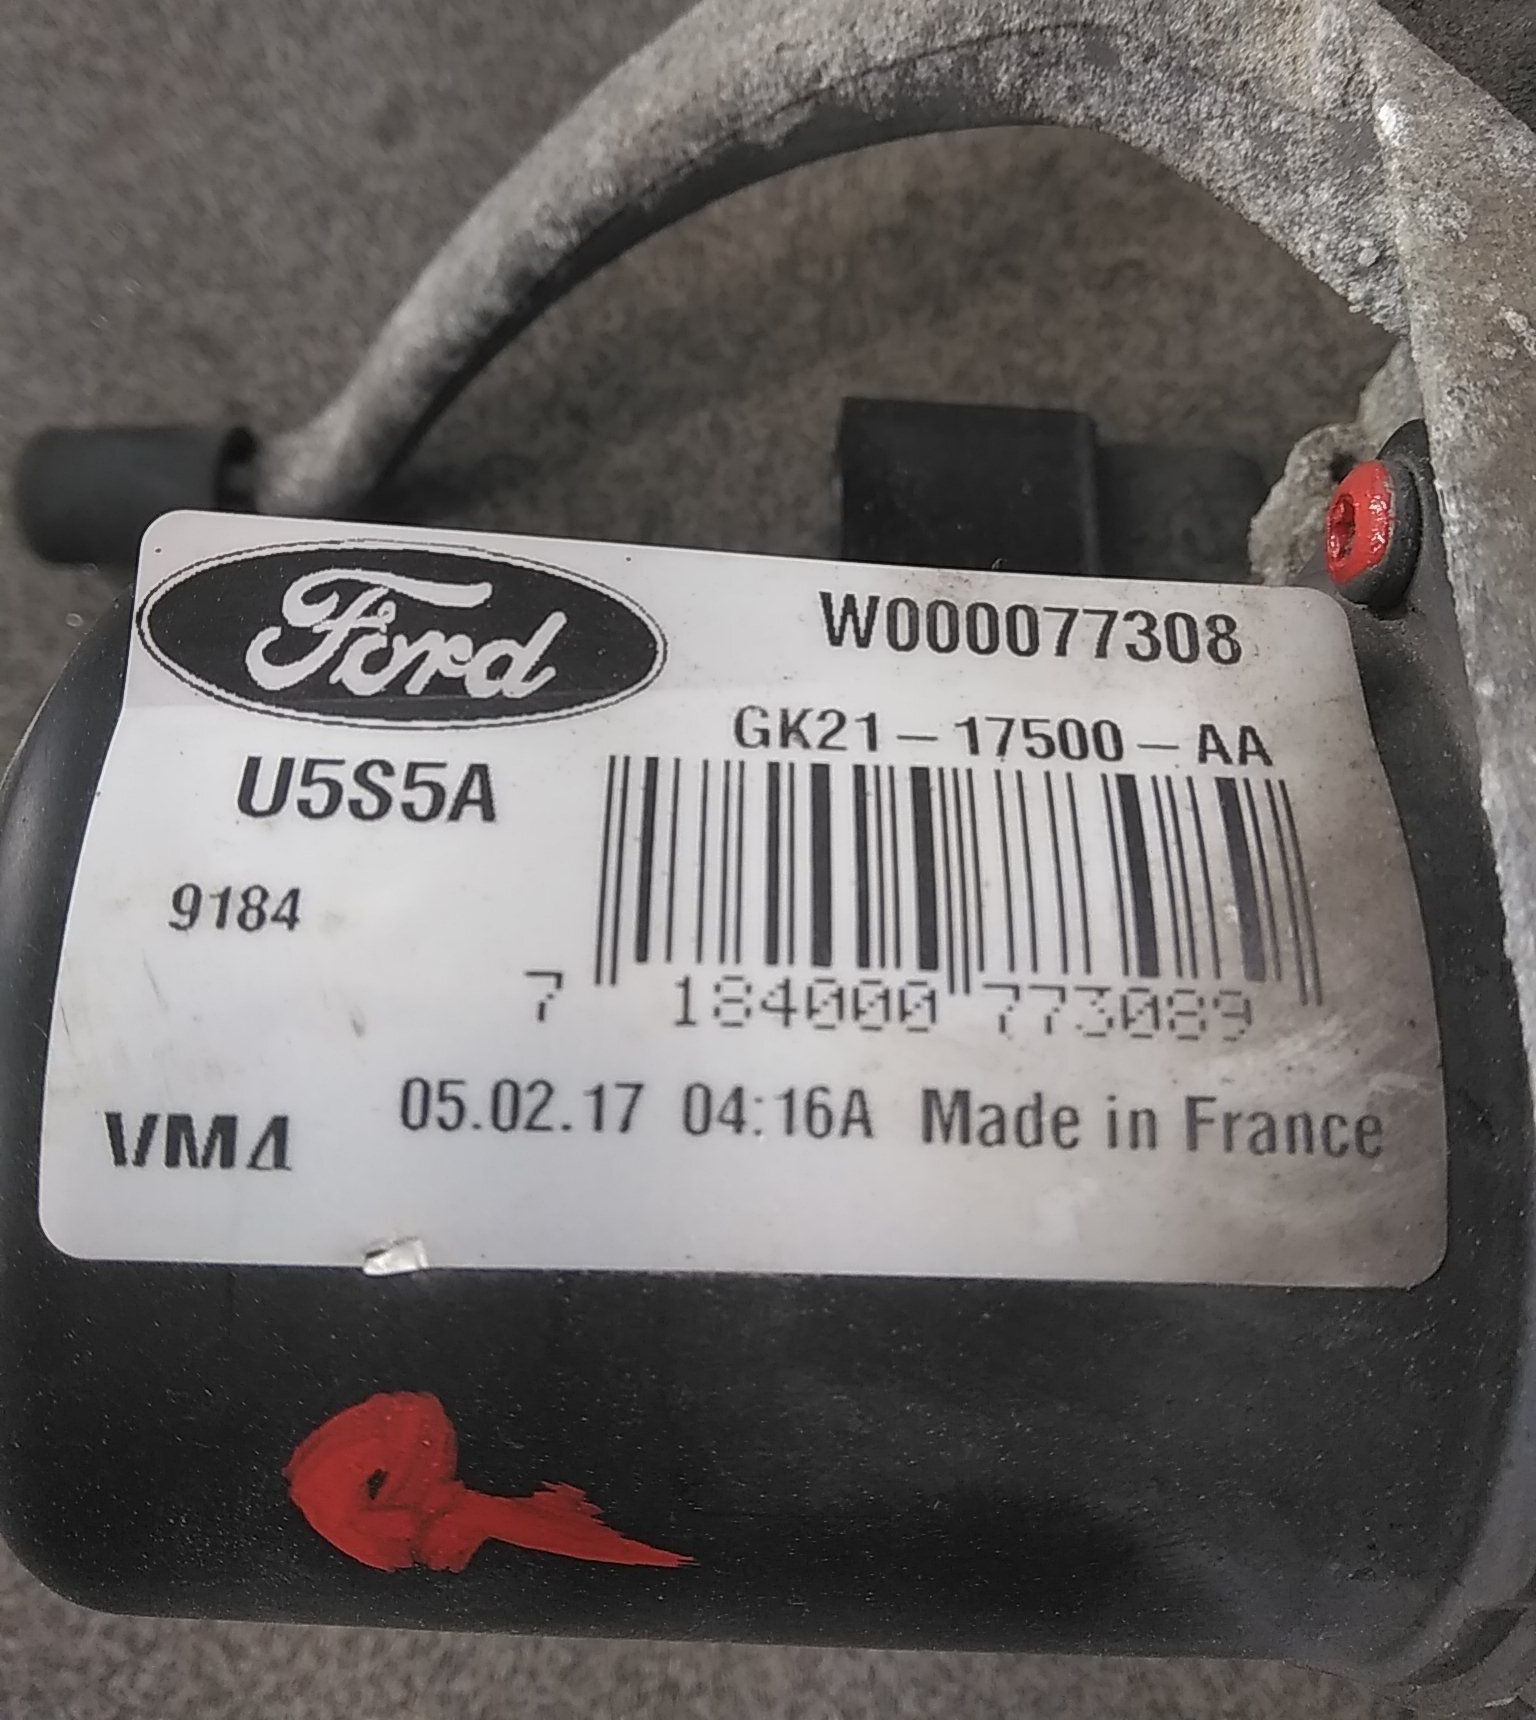 Ford
W000077308
GK21-17500-AA
U5S5A
9184
7 184000 773089
05.02.17 04:16A Made in France
VM4